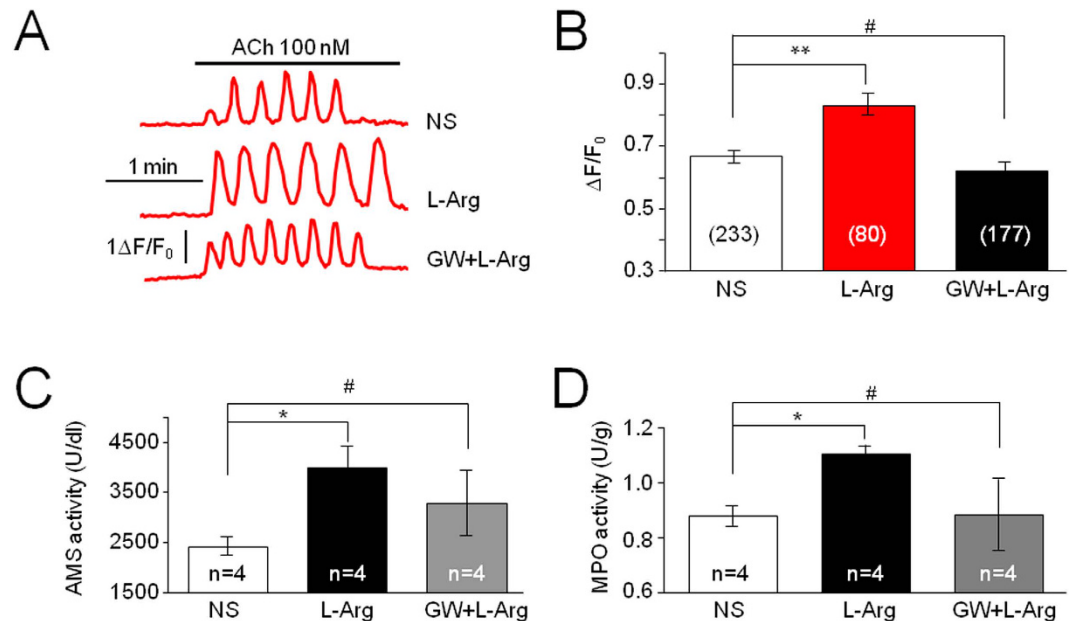 A
ACh 100 nM
NS
1 min
L-Arg
1ΔF/F₀
GW+L-Arg
B
#
**
0.9
0.7
0.5
0.3
ΔF/F₀
(233)
(80)
(177)
NS
L-Arg
GW+L-Arg
C
#
*
4500
3500
2500
1500
AMS activity (U/dl)
n=4
n=4
n=4
NS
L-Arg
GW+L-Arg
D
#
*
1.2
1.0
0.8
0.6
MPO activity (U/g)
n=4
n=4
n=4
NS
L-Arg
GW+L-Arg